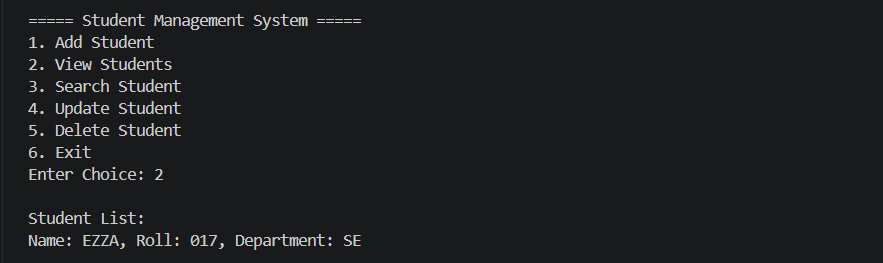 ===== Student Management System =====
1. Add Student
2. View Students
3. Search Student
4. Update Student
5. Delete Student
6. Exit
Enter Choice: 2
Student List:
Name: EZZA, Roll: 017, Department: SE